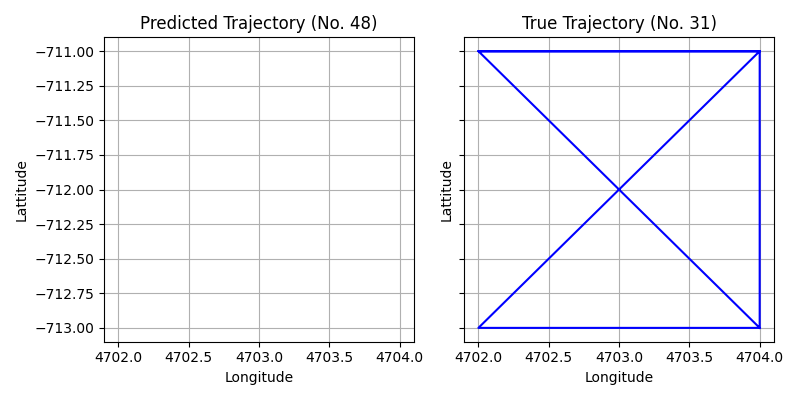 Predicted Trajectory (No. 48)
True Trajectory (No. 31)
Lattitude
−711.00
−711.25
−711.50
−711.75
−712.00
−712.25
−712.50
−712.75
−713.00
4702.0 4702.5 4703.0 4703.5 4704.0
Longitude
Lattitude
4702.0 4702.5 4703.0 4703.5 4704.0
Longitude